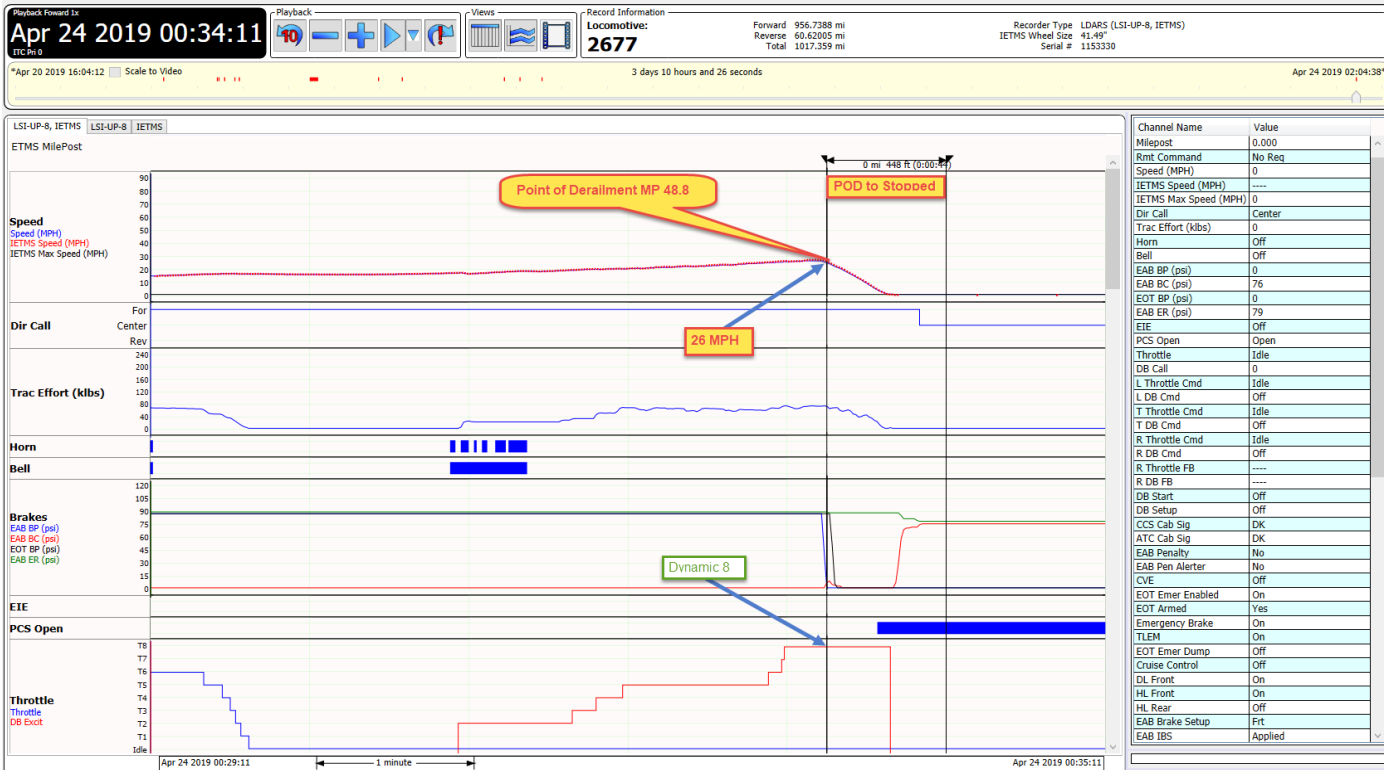 Playback Foward 1x
Apr 24 2019 00:34:11
ITC Pri 0
Playback
10
Views
Record Information
Locomotive:
2677
Forward 956.7388 mi
Reverse 60.62005 mi
Total 1017.359 mi
Recorder Type LDARS (LSI-UP-8, IETMS)
IETMS Wheel Size 41.49"
Serial # 1153330
*Apr 20 2019 16:04:12 Scale to Video
3 days 10 hours and 26 seconds
Apr 24 2019 02:04:38*
LSI-UP-8, IETMS LSI-UP-8 IETMS
ETMS MilePost
0 mi 448 ft (0:00:44)
Point of Derailment MP 48.8
POD to Stopped
26 MPH
Speed
Speed (MPH)
IETMS Speed (MPH)
IETMS Max Speed (MPH)
90
80
70
60
50
40
30
20
10
0
Dir Call
For
Center
Rev
Trac Effort (klbs)
240
200
160
120
80
40
0
Horn
Bell
Brakes
EAB BP (psi)
EAB BC (psi)
EOT BP (psi)
EAB ER (psi)
120
105
90
75
60
45
30
15
0
Dynamic 8
EIE
PCS Open
Throttle
Throttle
DB Excit
T8
T7
T6
T5
T4
T3
T2
T1
Idle
Apr 24 2019 00:29:11
1 minute
Apr 24 2019 00:35:11
Channel Name Value
Milepost 0.000
Rmt Command No Req
Speed (MPH) 0
IETMS Speed (MPH) ----
IETMS Max Speed (MPH) 0
Dir Call Center
Trac Effort (klbs) 0
Horn Off
Bell Off
EAB BP (psi) 0
EAB BC (psi) 76
EOT BP (psi) 0
EAB ER (psi) 79
EIE Off
PCS Open Open
Throttle Idle
DB Call 0
L Throttle Cmd Idle
L DB Cmd Off
T Throttle Cmd Idle
T DB Cmd Off
R Throttle Cmd Idle
R DB Cmd Off
R Throttle FB ----
R DB FB ----
DB Start Off
DB Setup Off
CCS Cab Sig DK
ATC Cab Sig DK
EAB Penalty No
EAB Pen Alerter No
CVE Off
EOT Emer Enabled On
EOT Armed Yes
Emergency Brake On
TLEM On
EOT Emer Dump Off
Cruise Control Off
DL Front On
HL Front On
HL Rear Off
EAB Brake Setup Frt
EAB IBS Applied